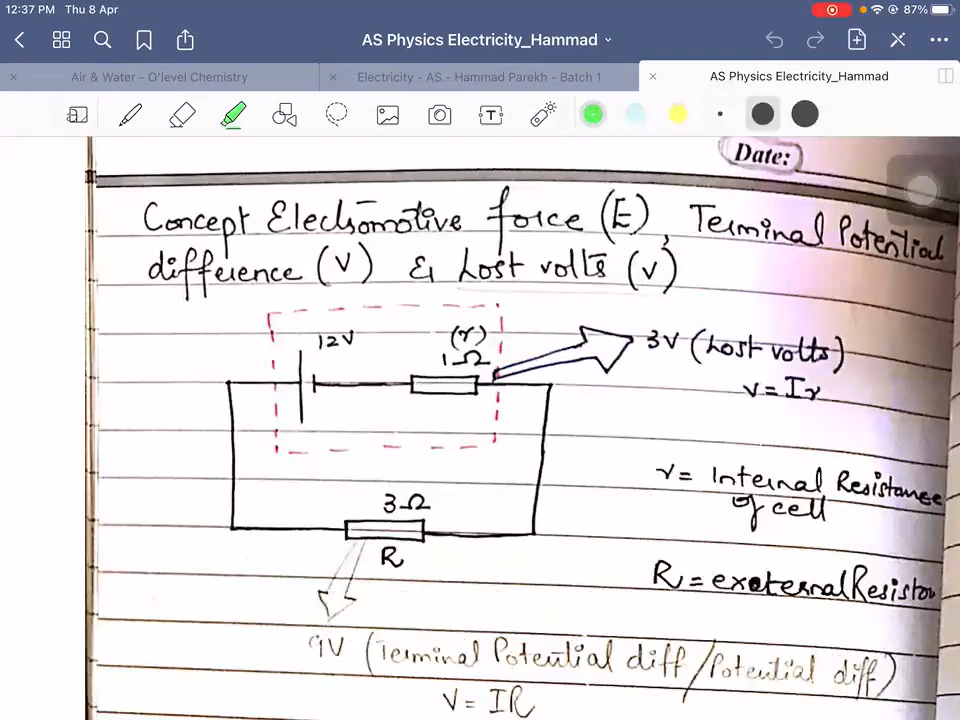 12:37 PM Thu 8 Apr
87%
AS Physics Electricity_Hammad
Air & Water - O'level Chemistry
Electricity - AS - Hammad Parekh - Batch 1
AS Physics Electricity_Hammad
Date:
Concept Electromotive force (E), Terminal Potential
difference (V) & Lost volts (v)
12V
(r)
1Ω
3V (Lost volts)
v = Ir
r = Internal Resistance
of cell
3Ω
R
R = exeternal Resistor
9V (Terminal Potential diff / Potential diff)
V = IR